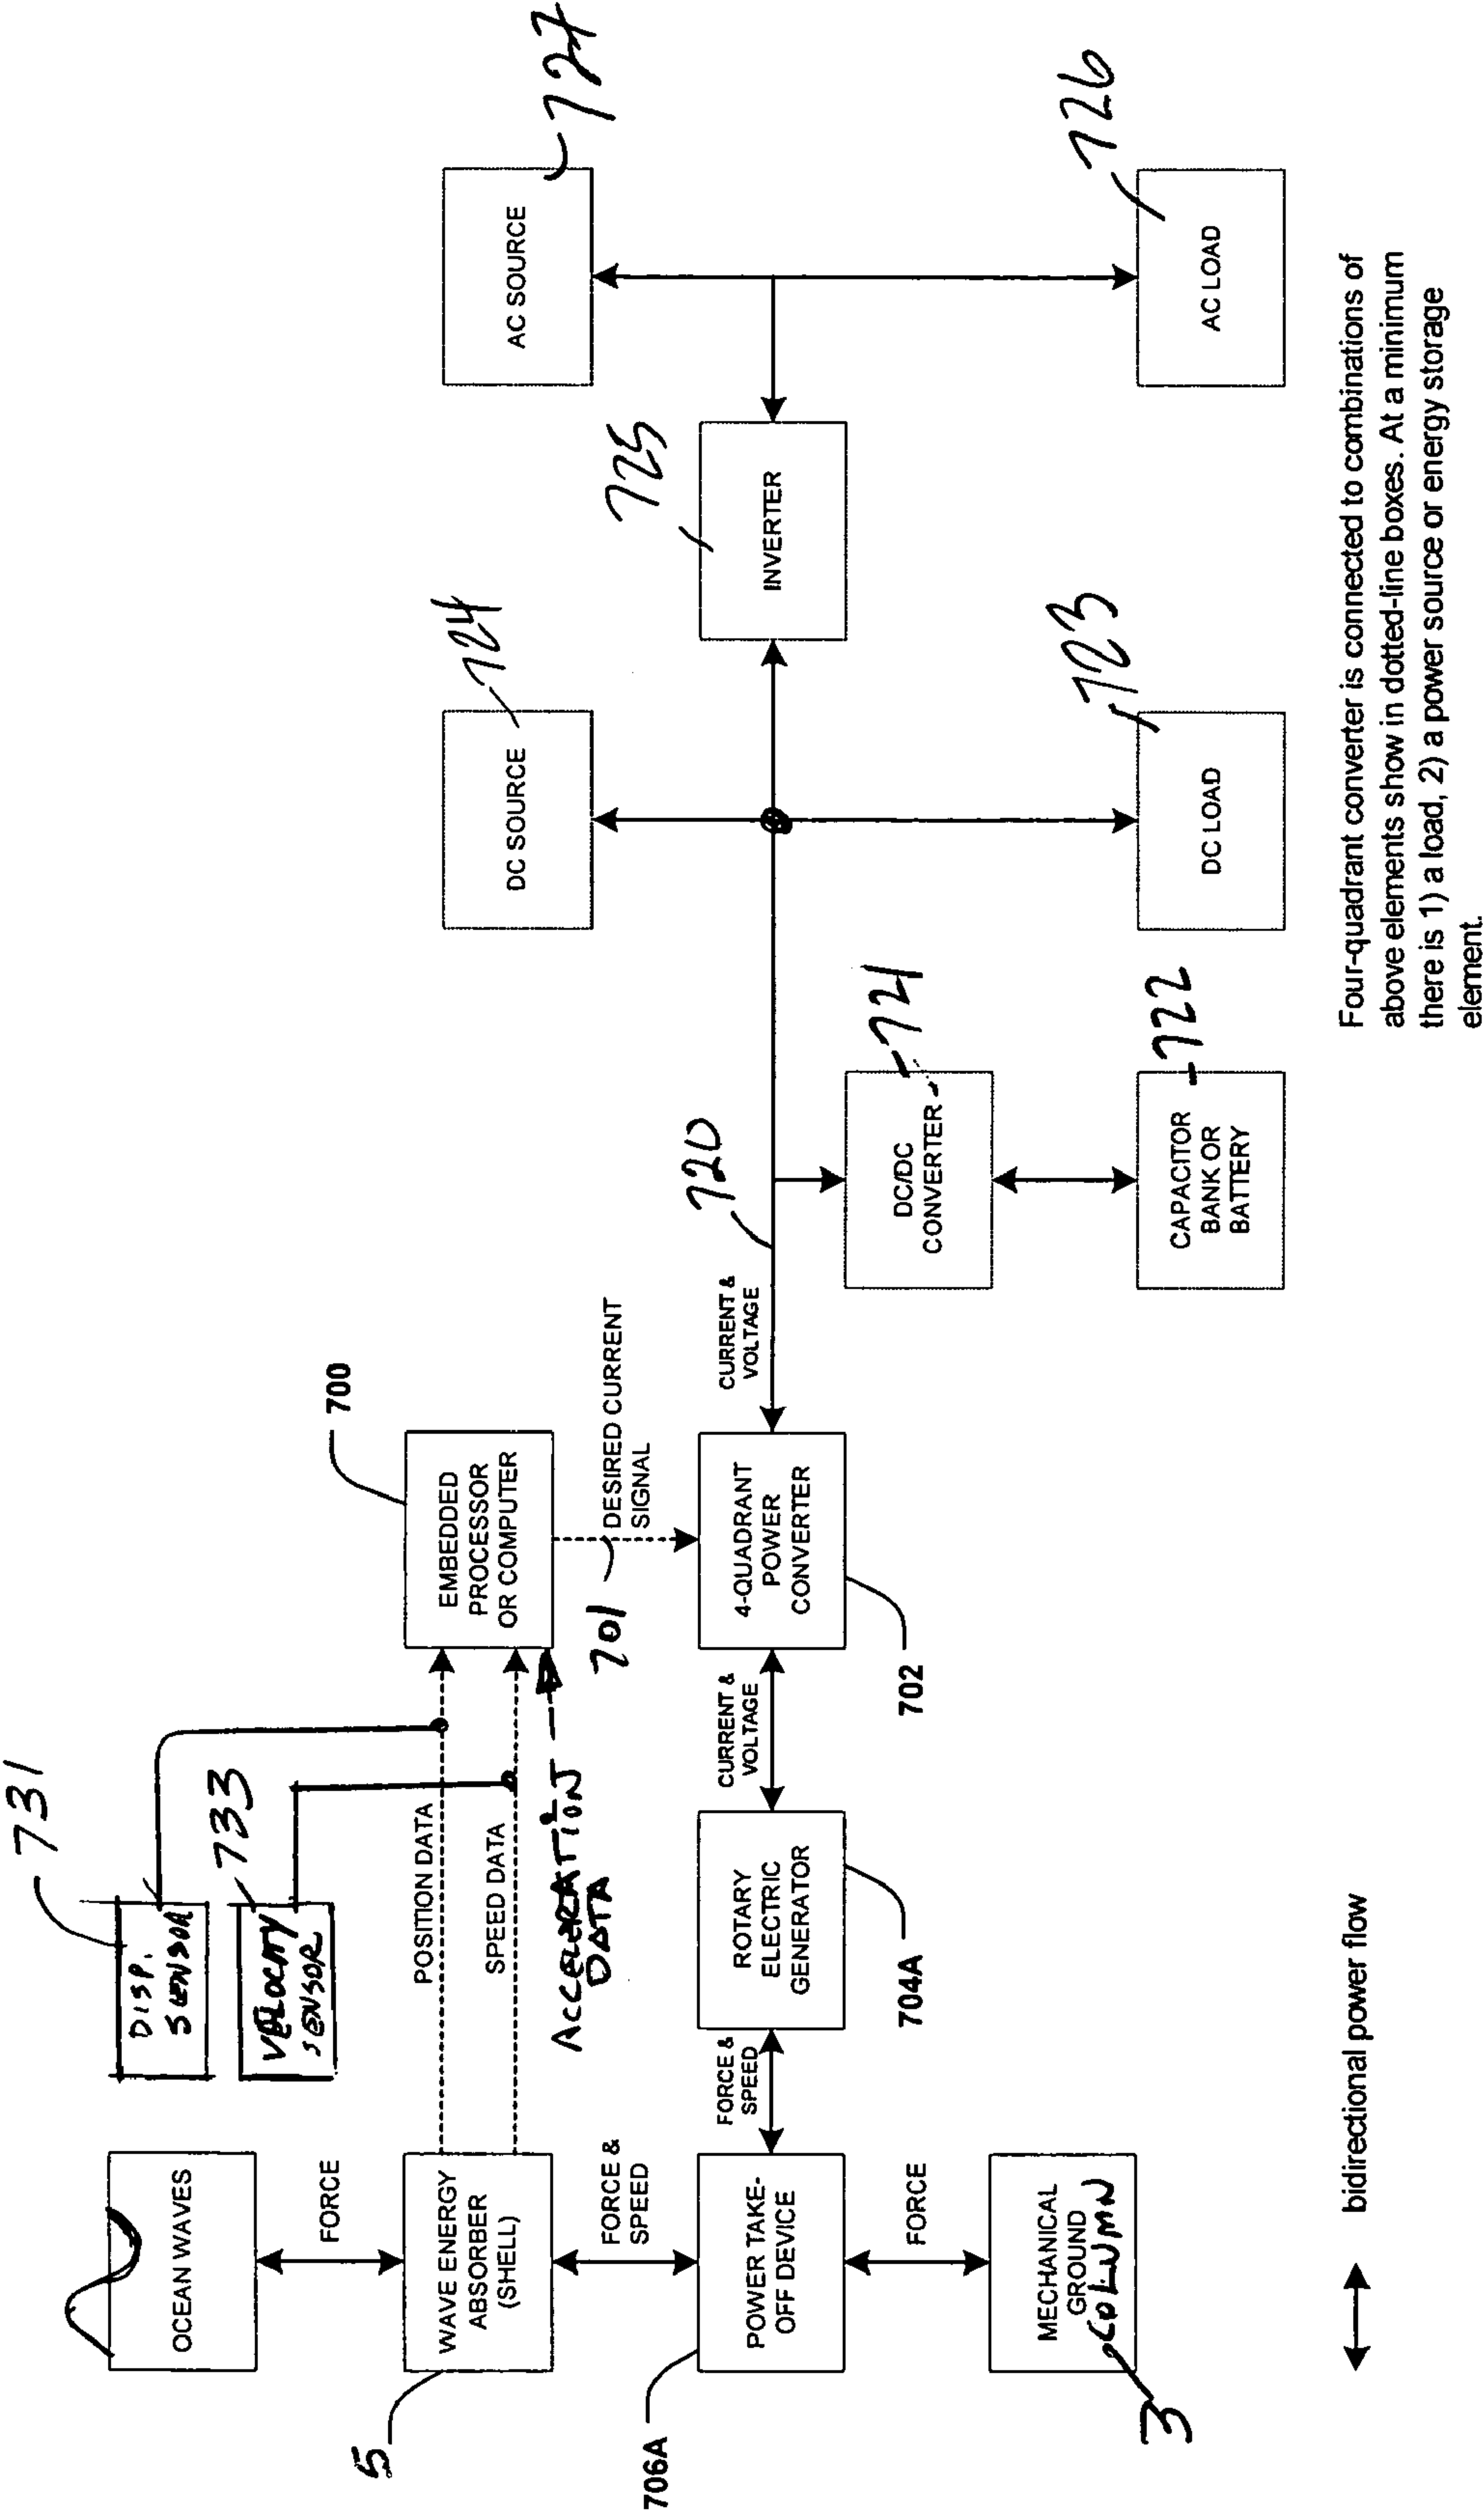 731
OCEAN WAVES
DISP.
SENSOR
733
VELOCITY
SENSOR
FORCE
700
5
WAVE ENERGY
ABSORBER
(SHELL)
POSITION DATA
SPEED DATA
ACCELERATION
DATA
EMBEDDED
PROCESSOR
OR COMPUTER
DC SOURCE
724
AC SOURCE
727
FORCE &
SPEED
701
DESIRED CURRENT
SIGNAL
706A
POWER TAKE-
OFF DEVICE
FORCE &
SPEED
ROTARY
ELECTRIC
GENERATOR
704A
CURRENT &
VOLTAGE
4-QUADRANT
POWER
CONVERTER
702
CURRENT &
VOLTAGE
720
INVERTER
725
FORCE
DC/DC
CONVERTER
721
MECHANICAL
GROUND
COLUMN
3
CAPACITOR
BANK OR
BATTERY
722
DC LOAD
723
AC LOAD
726
bidirectional power flow
Four-quadrant converter is connected to combinations of
above elements show in dotted-line boxes. At a minimum
there is 1) a load, 2) a power source or energy storage
element.